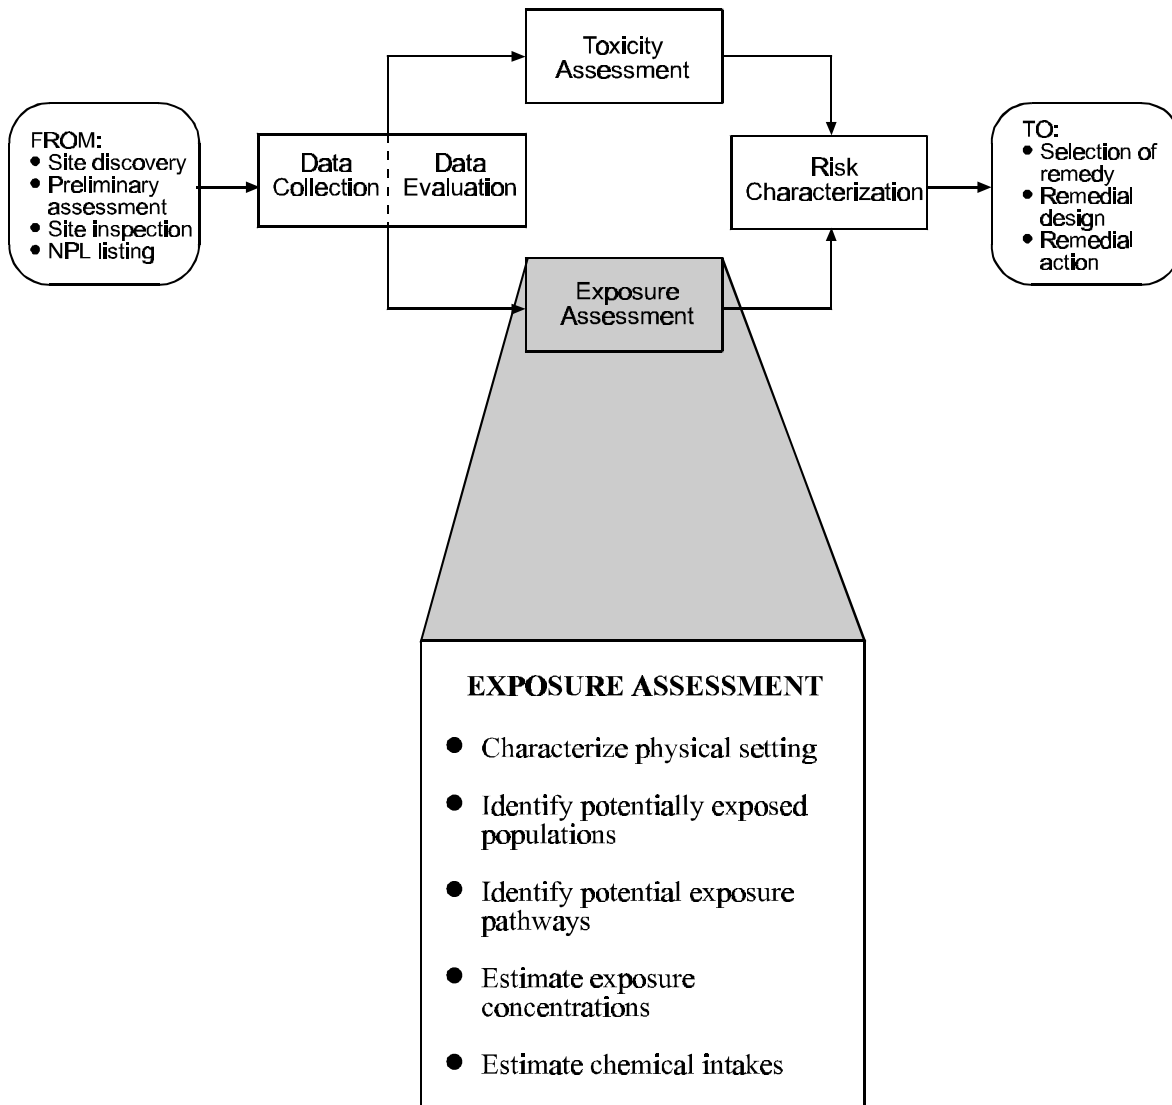 Toxicity
Assessment
FROM:
● Site discovery
● Preliminary
assessment
● Site inspection
● NPL listing
Data
Collection
Data
Evaluation
Risk
Characterization
TO:
● Selection of
remedy
● Remedial
design
● Remedial
action
Exposure
Assessment
EXPOSURE ASSESSMENT
● Characterize physical setting
● Identify potentially exposed
populations
● Identify potential exposure
pathways
● Estimate exposure
concentrations
● Estimate chemical intakes